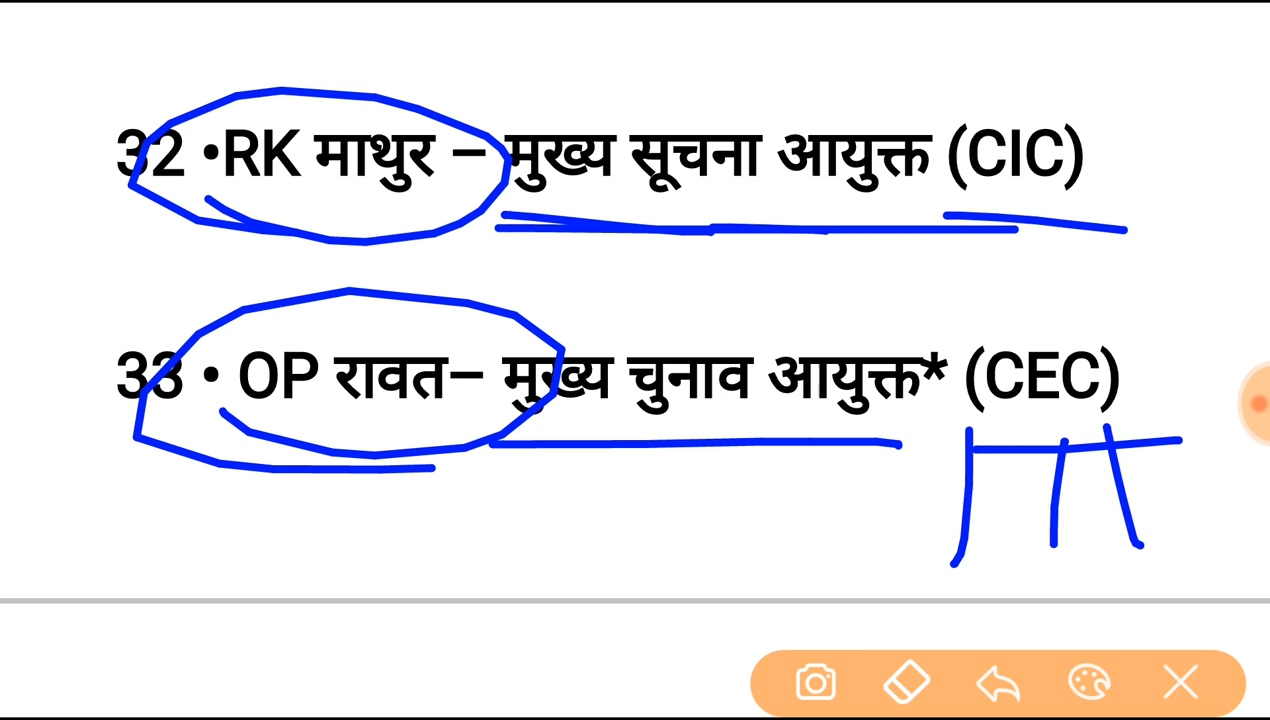 32 •RK माथुर – मुख्य सूचना आयुक्त (CIC)
33 • OP रावत– मुख्य चुनाव आयुक्त* (CEC)